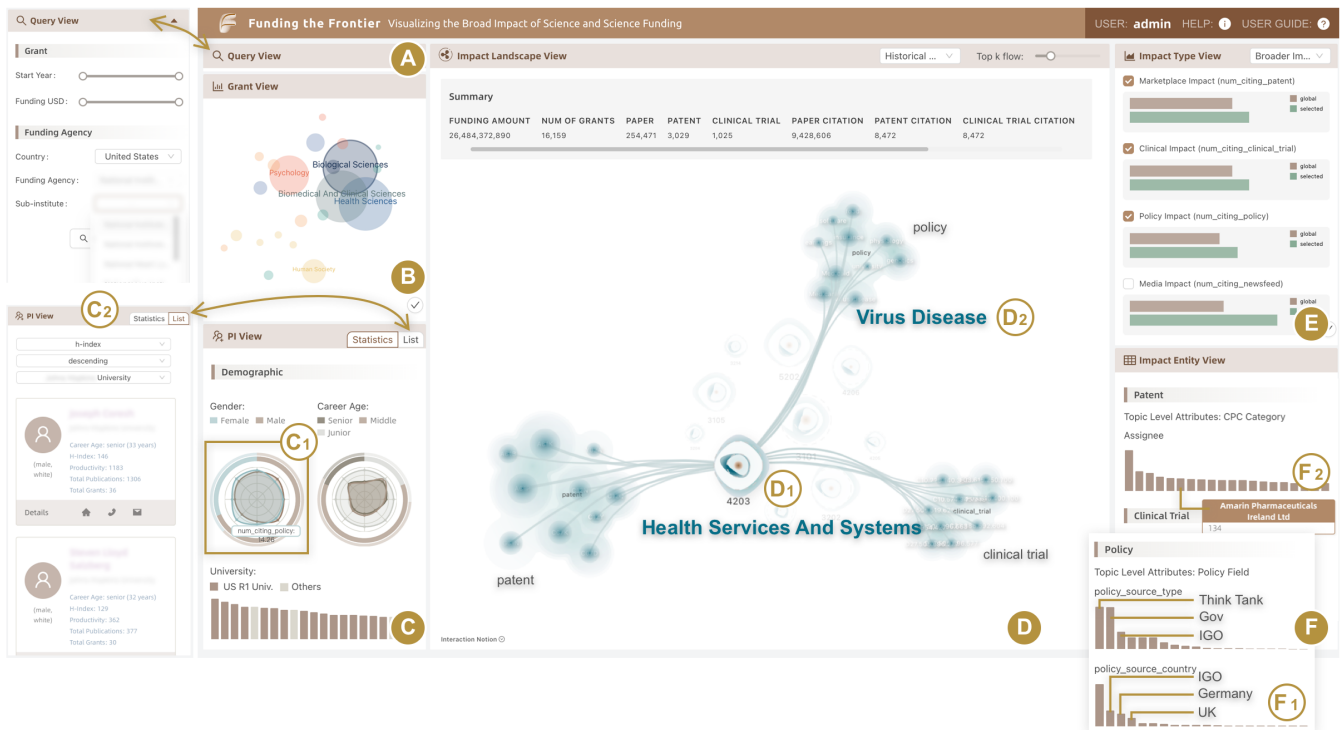 Query View
Grant
Start Year:
Funding USD:
Funding Agency
Country:
United States
Funding Agency:
Sub-institute:
Funding the Frontier Visualizing the Broad Impact of Science and Science Funding
USER: admin HELP: USER GUIDE:
Query View
A
Grant View
Biological Sciences
Psychology
Biomedical And Clinical Sciences
Health Sciences
Human Society
B
PI View
C2
Statistics List
h-index
descending
University
Career Age: senior (33 years)
H-Index: 146
Productivity: 1183
Total Publications: 1306
Total Grants: 36
(male, white)
Details
Career Age: senior (32 years)
H-Index: 129
Productivity: 362
Total Publications: 377
Total Grants: 30
(male, white)
PI View
Statistics List
Demographic
Gender:
Female Male
Career Age:
Senior Middle
Junior
C1
num_citing_policy:
14.26
University:
US R1 Univ. Others
C
Impact Landscape View
Historical ...
Top k flow:
Summary
FUNDING AMOUNT NUM OF GRANTS PAPER PATENT CLINICAL TRIAL PAPER CITATION PATENT CITATION CLINICAL TRIAL CITATION
26,484,372,890 16,159 254,471 3,029 1,025 9,428,606 8,472 8,472
policy
policy
Virus Disease
D2
4203
D1
Health Services And Systems
patent
patent
clinical_trial
clinical trial
Interaction Notion
D
Impact Type View
Broader Im...
Marketplace Impact (num_citing_patent)
global
selected
Clinical Impact (num_citing_clinical_trial)
global
selected
Policy Impact (num_citing_policy)
global
selected
Media Impact (num_citing_newsfeed)
global
E
Impact Entity View
Patent
Topic Level Attributes: CPC Category
Assignee
F2
Amarin Pharmaceuticals
Ireland Ltd
134
Clinical Trial
Policy
Topic Level Attributes: Policy Field
policy_source_type
Think Tank
Gov
IGO
F
policy_source_country
IGO
Germany
UK
F1